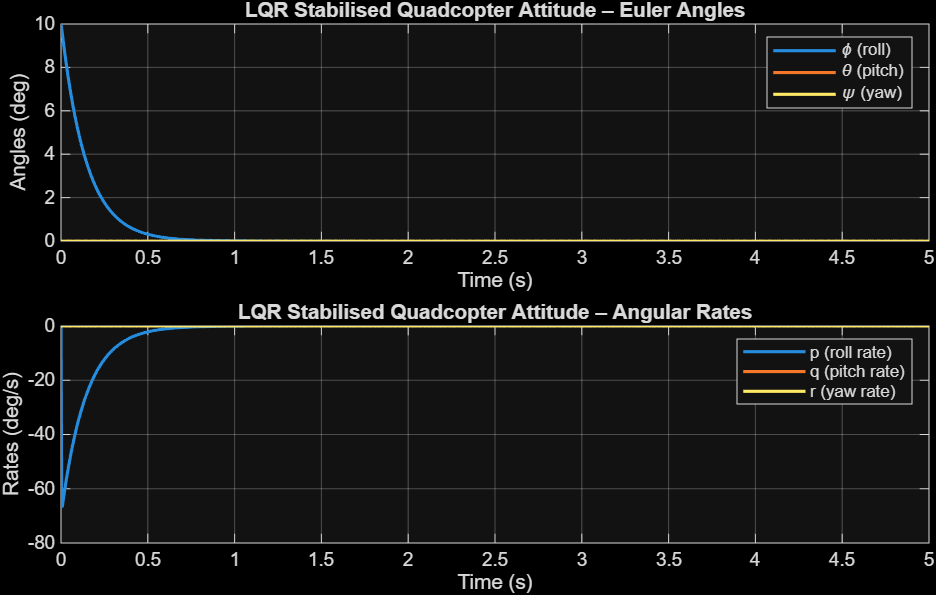 LQR Stabilised Quadcopter Attitude – Euler Angles
10
8
6
4
2
0
Angles (deg)
ϕ (roll)
θ (pitch)
ψ (yaw)
0 0.5 1 1.5 2 2.5 3 3.5 4 4.5 5
Time (s)
LQR Stabilised Quadcopter Attitude – Angular Rates
0
-20
-40
-60
-80
Rates (deg/s)
p (roll rate)
q (pitch rate)
r (yaw rate)
0 0.5 1 1.5 2 2.5 3 3.5 4 4.5 5
Time (s)